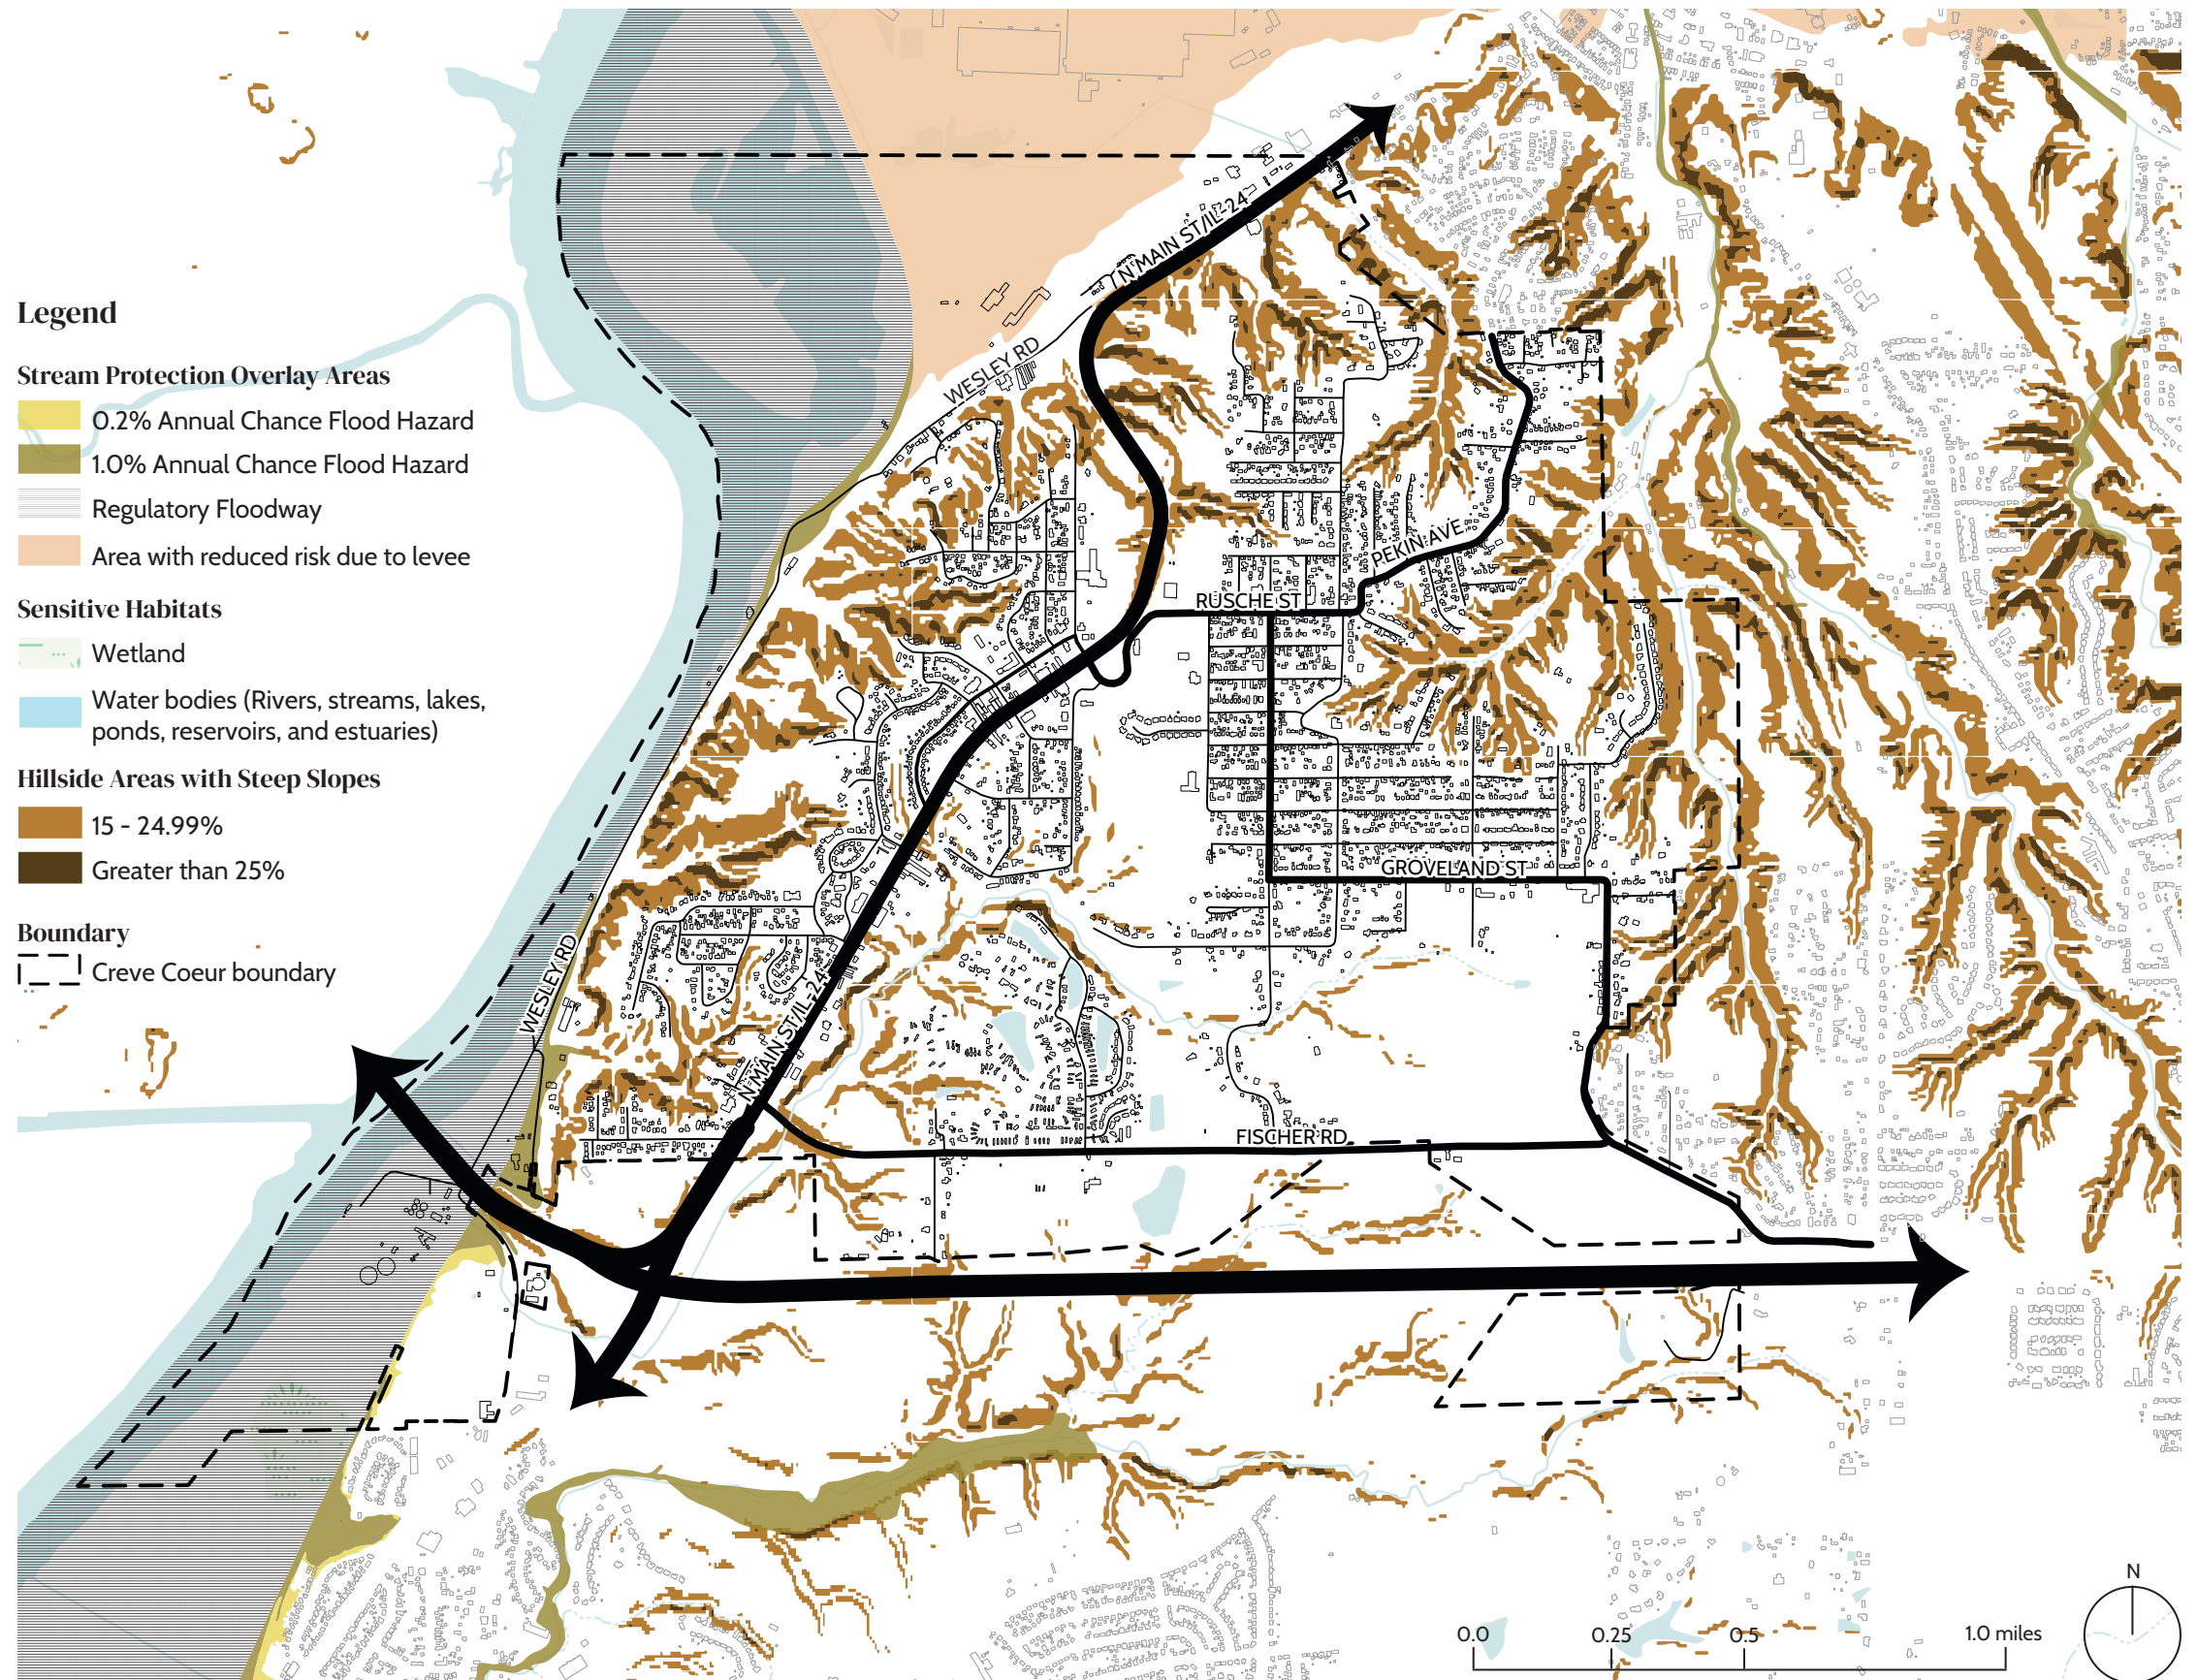 Legend
Stream Protection Overlay Areas
0.2% Annual Chance Flood Hazard
1.0% Annual Chance Flood Hazard
Regulatory Floodway
Area with reduced risk due to levee
Sensitive Habitats
Wetland
Water bodies (Rivers, streams, lakes,
ponds, reservoirs, and estuaries)
Hillside Areas with Steep Slopes
15 - 24.99%
Greater than 25%
Boundary
Creve Coeur boundary
N MAIN ST/IL-24
WESLEY RD
PEKIN AVE
RUSCHE ST
GROVELAND ST
WESLEY RD
N MAIN ST/IL-24
FISCHER RD
N
0.0
0.25
0.5
1.0 miles